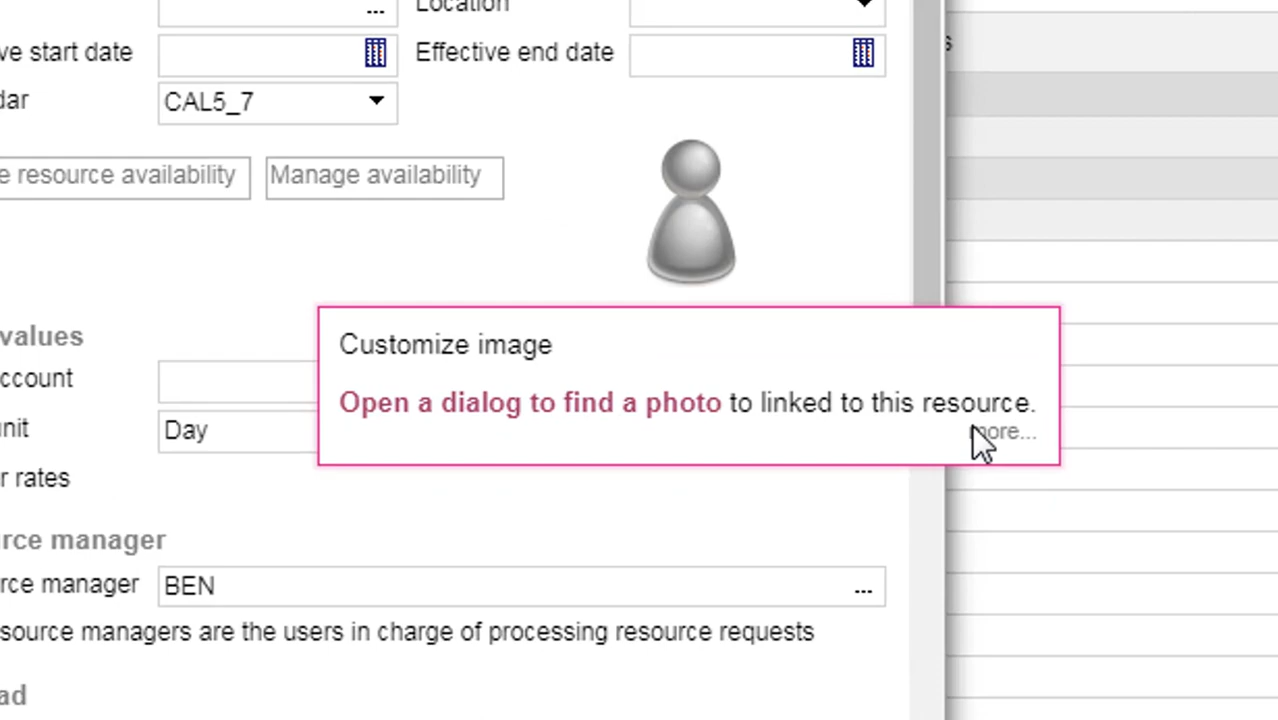 ... Location
ve start date Effective end date
s
dar CAL5_7
e resource availability Manage availability
values
Customize image
ccount
Open a dialog to find a photo to linked to this resource.
nit Day
more...
r rates
rce manager
rce manager BEN ...
source managers are the users in charge of processing resource requests
ad